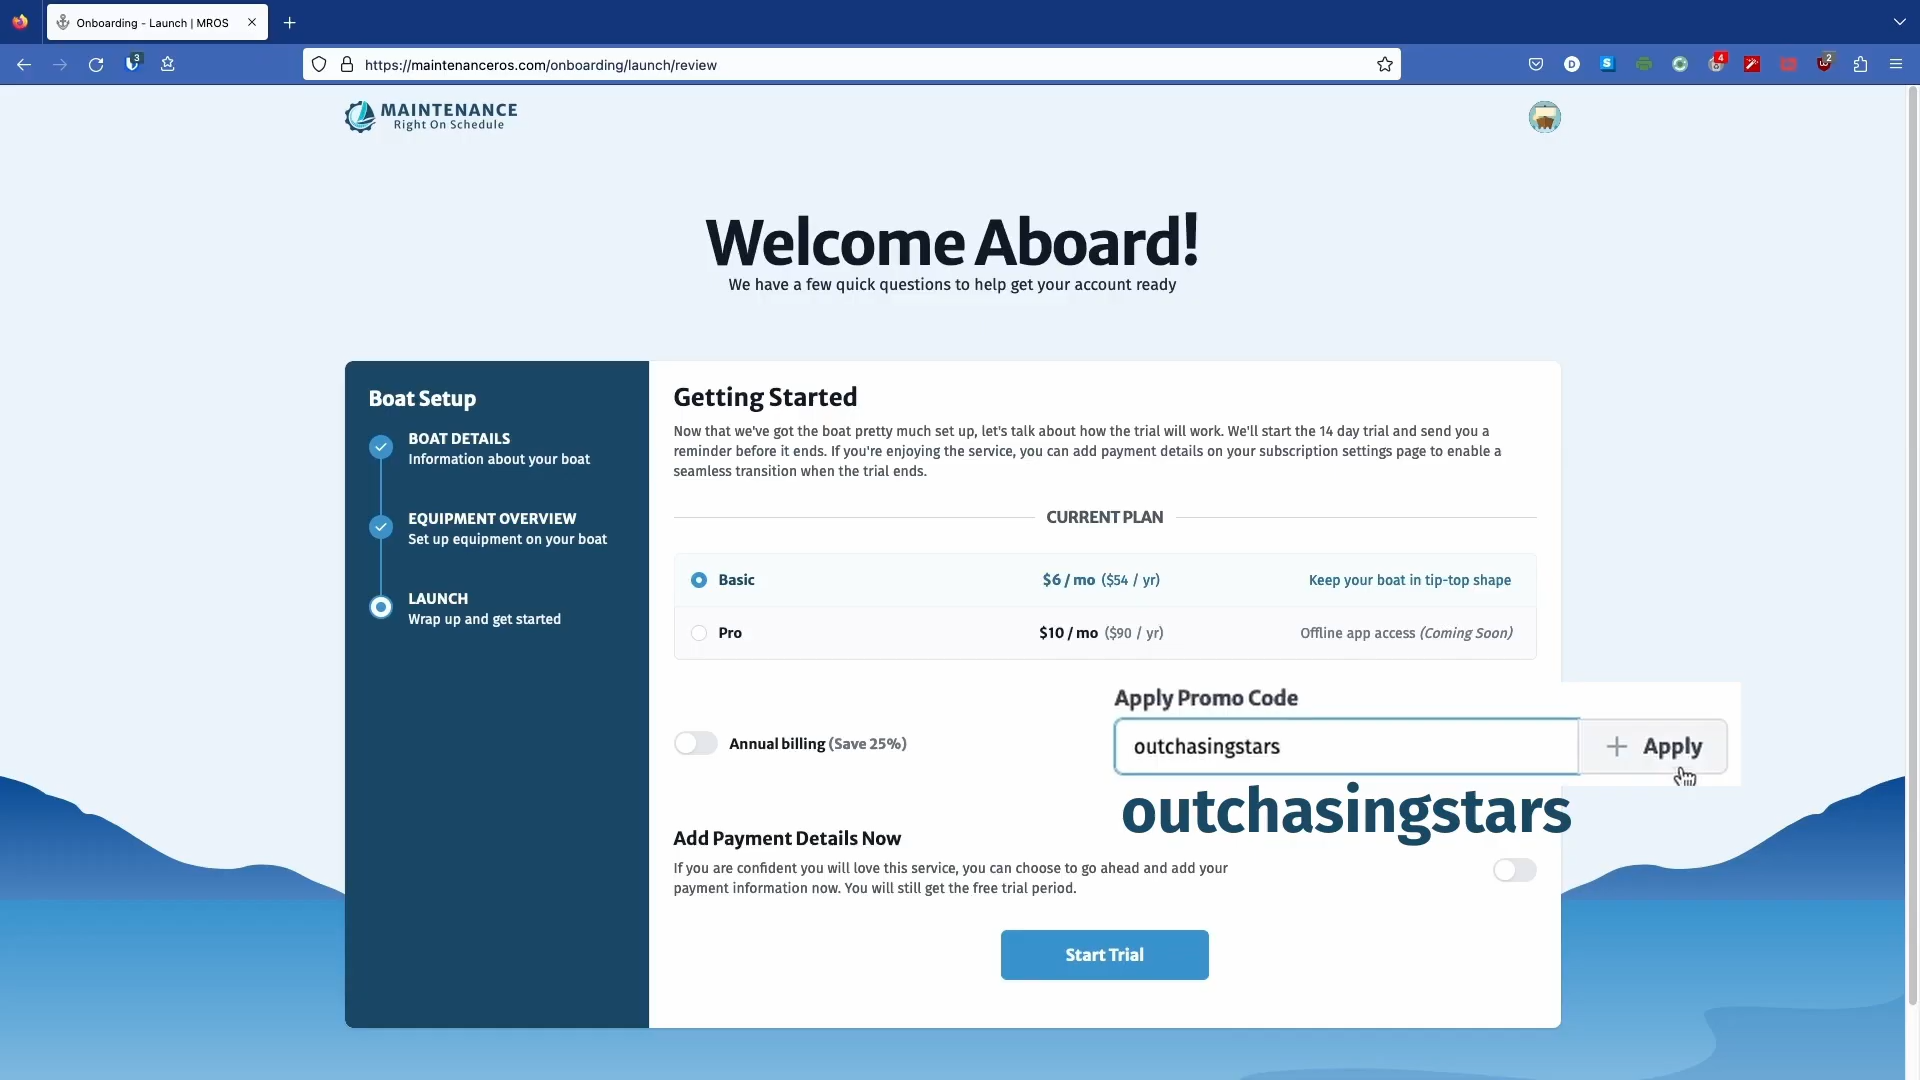 Onboarding - Launch | MROS
3
https://maintenanceros.com/onboarding/launch/review
D
S
4
2
MAINTENANCE
Right On Schedule
Welcome Aboard!
We have a few quick questions to help get your account ready
Boat Setup
BOAT DETAILS
Information about your boat
EQUIPMENT OVERVIEW
Set up equipment on your boat
LAUNCH
Wrap up and get started
Getting Started
Now that we've got the boat pretty much set up, let's talk about how the trial will work. We'll start the 14 day trial and send you a
reminder before it ends. If you're enjoying the service, you can add payment details on your subscription settings page to enable a
seamless transition when the trial ends.
CURRENT PLAN
Basic $6 / mo ($54 / yr) Keep your boat in tip-top shape
Pro $10 / mo ($90 / yr) Offline app access (Coming Soon)
Annual billing (Save 25%)
Apply Promo Code
outchasingstars + Apply
outchasingstars
Add Payment Details Now
If you are confident you will love this service, you can choose to go ahead and add your
payment information now. You will still get the free trial period.
Start Trial